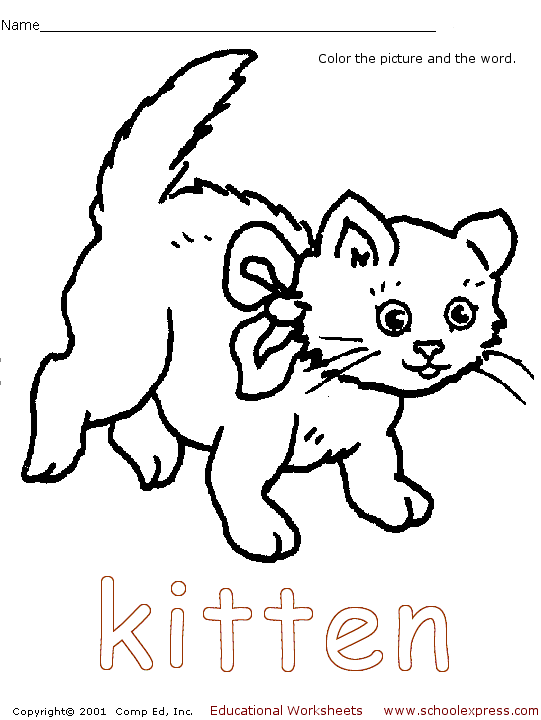 Name
Color the picture and the word.
kitten
Copyright© 2001 Comp Ed, Inc. Educational Worksheets www.schoolexpress.com